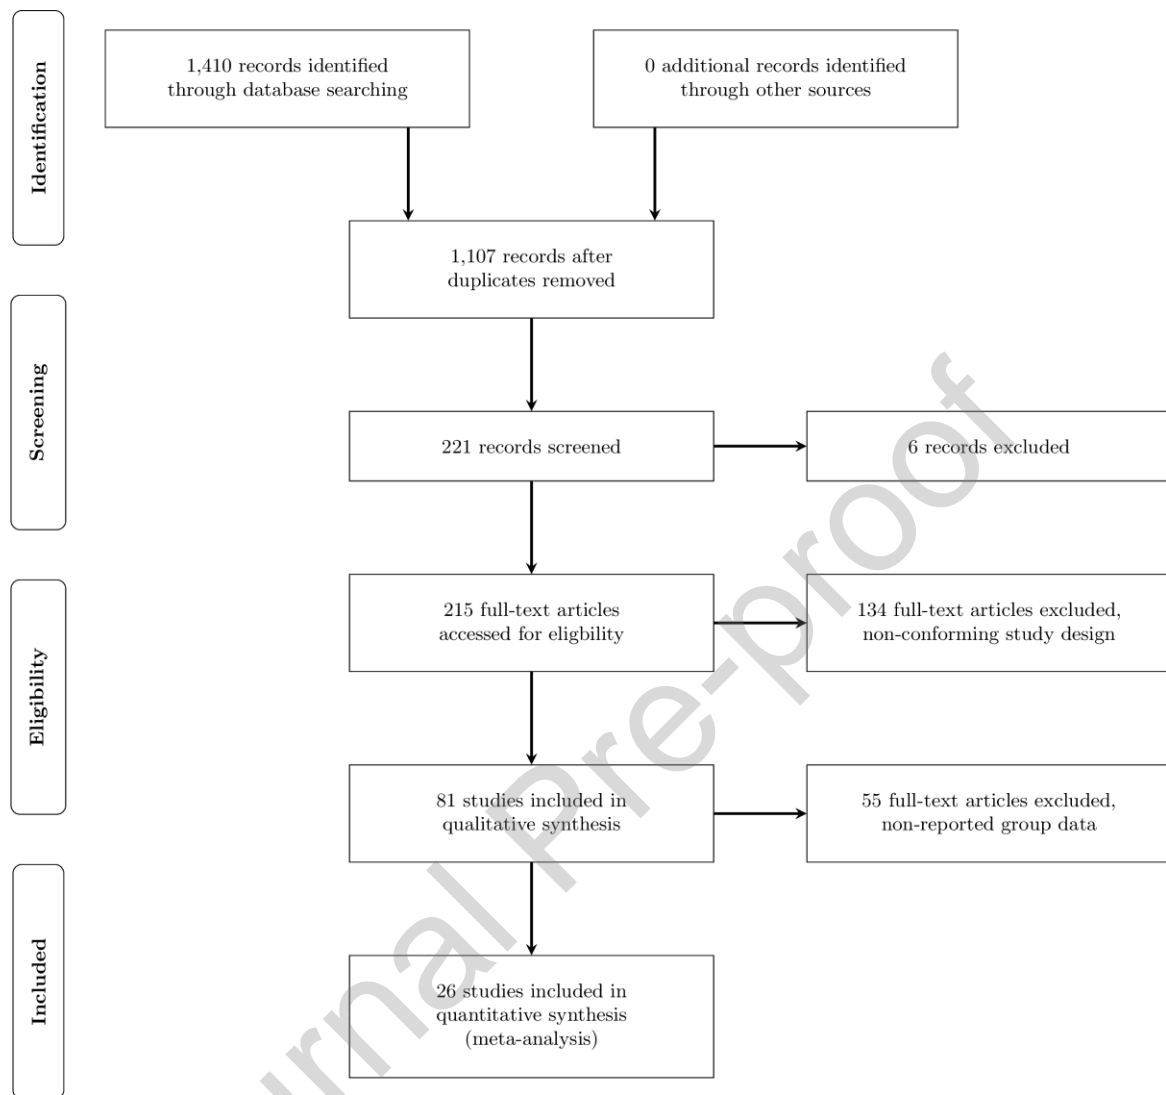 Identification
1,410 records identified
through database searching
0 additional records identified
through other sources
1,107 records after
duplicates removed
Screening
221 records screened
6 records excluded
Eligibility
215 full-text articles
accessed for eligbility
134 full-text articles excluded,
non-conforming study design
81 studies included in
qualitative synthesis
55 full-text articles excluded,
non-reported group data
Included
26 studies included in
quantitative synthesis
(meta-analysis)
urnal Pre-proof